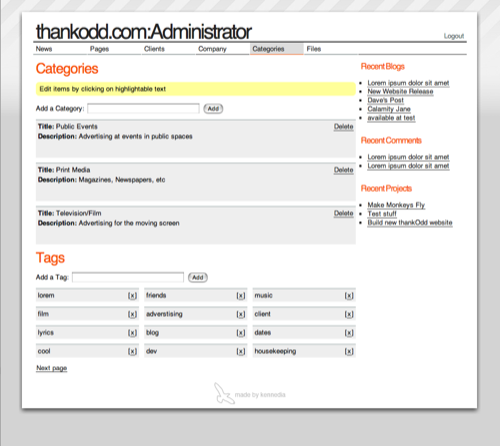 thankodd.com:Administrator
Logout
News Pages Clients Company Categories Files
Categories
Edit items by clicking on highlightable text
Add a Category: Add
Title: Public Events Delete
Description: Advertising at events in public spaces
Title: Print Media Delete
Description: Magazines, Newspapers, etc
Title: Television/Film Delete
Description: Advertising for the moving screen
Tags
Add a Tag: Add
lorem [x] friends [x] music [x]
film [x] adverstising [x] client [x]
lyrics [x] blog [x] dates [x]
cool [x] dev [x] housekeeping [x]
Next page
Recent Blogs
Lorem ipsum dolor sit amet
New Website Release
Dave's Post
Calamity Jane
available at test
Recent Comments
Lorem ipsum dolor sit amet
Lorem ipsum dolor sit amet
Recent Projects
Make Monkeys Fly
Test stuff
Build new thankOdd website
made by kenmedia